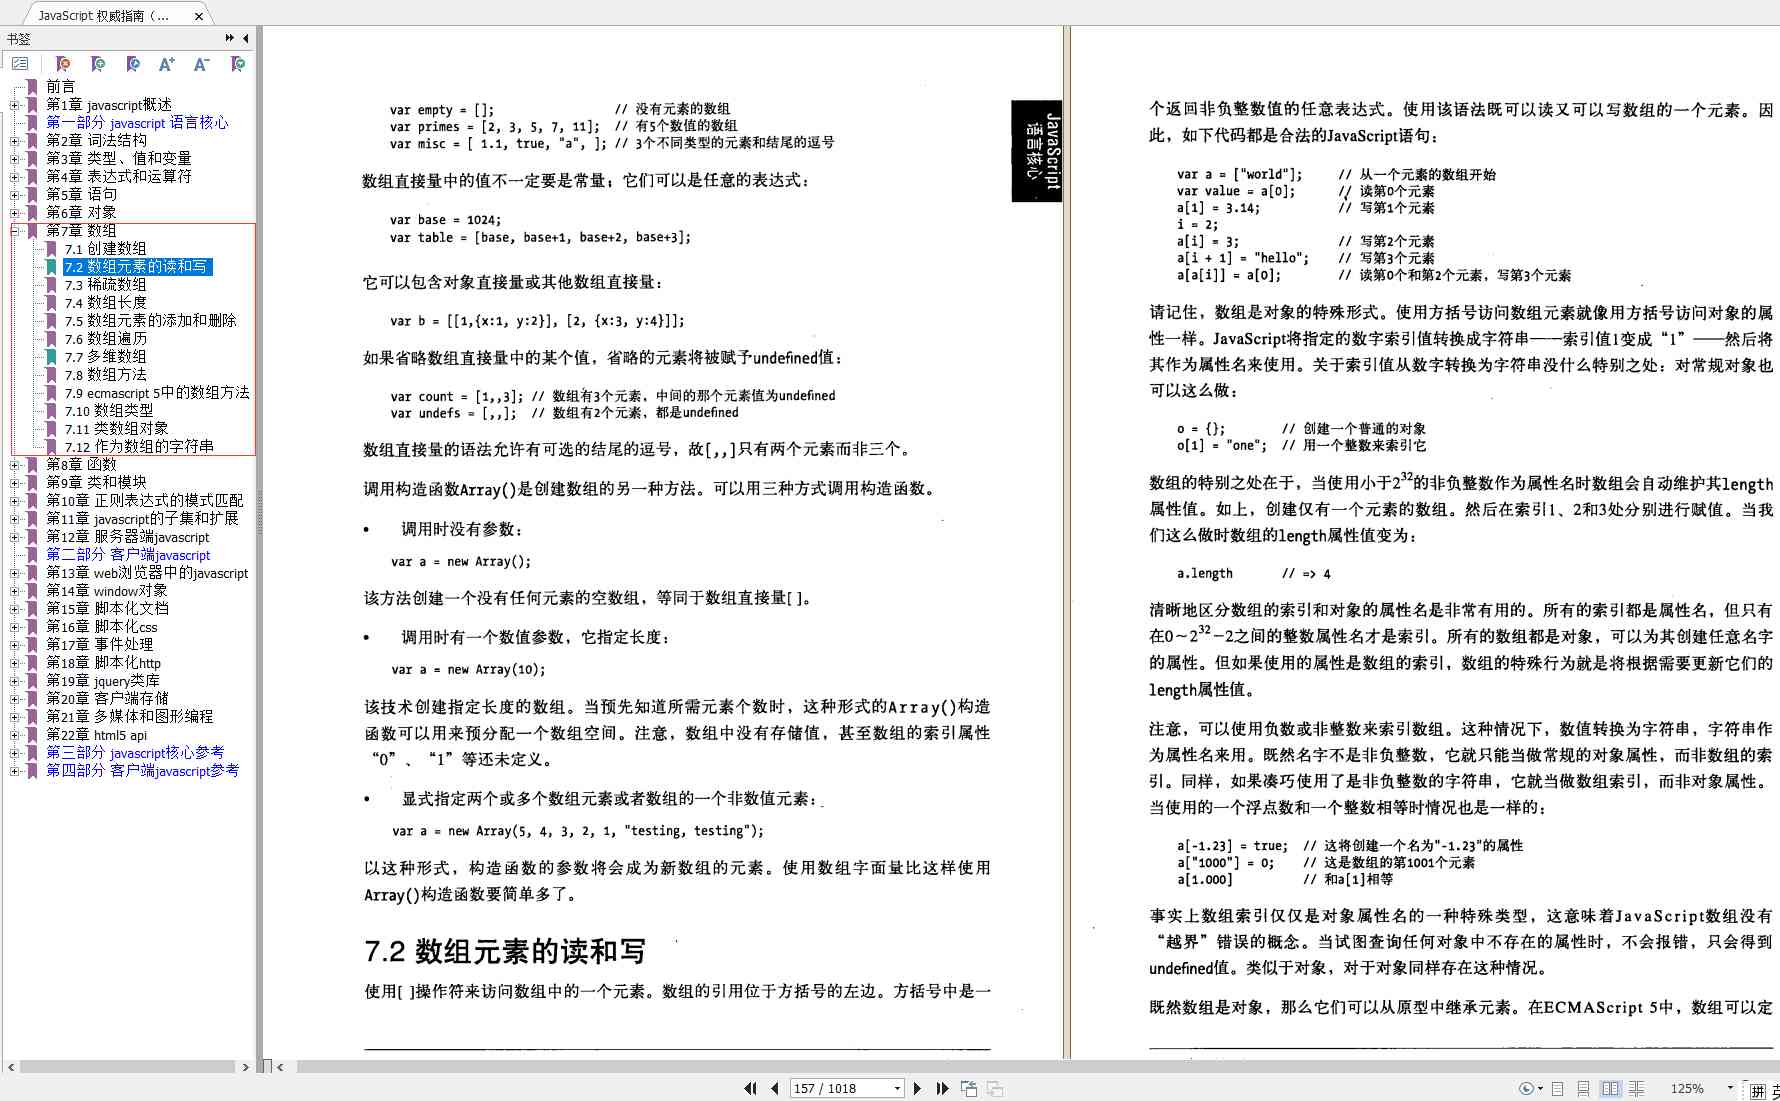 JavaScript 权威指南（...
书签
前言
第1章 javascript概述
第一部分 javascript 语言核心
第2章 词法结构
第3章 类型、值和变量
第4章 表达式和运算符
第5章 语句
第6章 对象
第7章 数组
7.1 创建数组
7.2 数组元素的读和写
7.3 稀疏数组
7.4 数组长度
7.5 数组元素的添加和删除
7.6 数组遍历
7.7 多维数组
7.8 数组方法
7.9 ecmascript 5中的数组方法
7.10 数组类型
7.11 类数组对象
7.12 作为数组的字符串
第8章 函数
第9章 类和模块
第10章 正则表达式的模式匹配
第11章 javascript的子集和扩展
第12章 服务器端javascript
第二部分 客户端javascript
第13章 web浏览器中的javascript
第14章 window对象
第15章 脚本化文档
第16章 脚本化css
第17章 事件处理
第18章 脚本化http
第19章 jquery类库
第20章 客户端存储
第21章 多媒体和图形编程
第22章 html5 api
第三部分 javascript核心参考
第四部分 客户端javascript参考
var empty = []; // 没有元素的数组
var primes = [2, 3, 5, 7, 11]; // 有5个数值的数组
var misc = [ 1.1, true, "a", ]; // 3个不同类型的元素和结尾的逗号
数组直接量中的值不一定要是常量；它们可以是任意的表达式：
var base = 1024;
var table = [base, base+1, base+2, base+3];
它可以包含对象直接量或其他数组直接量：
var b = [[1,{x:1, y:2}], [2, {x:3, y:4}]];
如果省略数组直接量中的某个值，省略的元素将被赋予undefined值：
var count = [1,,3]; // 数组有3个元素，中间的那个元素值为undefined
var undefs = [,,]; // 数组有2个元素，都是undefined
数组直接量的语法允许有可选的结尾的逗号，故[,,]只有两个元素而非三个。
调用构造函数Array()是创建数组的另一种方法。可以用三种方式调用构造函数。
• 调用时没有参数：
var a = new Array();
该方法创建一个没有任何元素的空数组，等同于数组直接量[ ]。
• 调用时有一个数值参数，它指定长度：
var a = new Array(10);
该技术创建指定长度的数组。当预先知道所需元素个数时，这种形式的Array()构造
函数可以用来预分配一个数组空间。注意，数组中没有存储值，甚至数组的索引属性
“0”、“1”等还未定义。
• 显式指定两个或多个数组元素或者数组的一个非数值元素：
var a = new Array(5, 4, 3, 2, 1, "testing, testing");
以这种形式，构造函数的参数将会成为新数组的元素。使用数组字面量比这样使用
Array()构造函数要简单多了。
7.2 数组元素的读和写
使用[ ]操作符来访问数组中的一个元素。数组的引用位于方括号的左边。方括号中是一
JavaScript
语言核心
个返回非负整数值的任意表达式。使用该语法既可以读又可以写数组的一个元素。因
此，如下代码都是合法的JavaScript语句：
var a = ["world"]; // 从一个元素的数组开始
var value = a[0]; // 读第0个元素
a[1] = 3.14; // 写第1个元素
i = 2;
a[i] = 3; // 写第2个元素
a[i + 1] = "hello"; // 写第3个元素
a[a[i]] = a[0]; // 读第0个和第2个元素，写第3个元素
请记住，数组是对象的特殊形式。使用方括号访问数组元素就像用方括号访问对象的属
性一样。JavaScript将指定的数字索引值转换成字符串——索引值1变成“1”——然后将
其作为属性名来使用。关于索引值从数字转换为字符串没什么特别之处：对常规对象也
可以这么做：
o = {}; // 创建一个普通的对象
o[1] = "one"; // 用一个整数来索引它
数组的特别之处在于，当使用小于2³²的非负整数作为属性名时数组会自动维护其length
属性值。如上，创建仅有一个元素的数组。然后在索引1、2和3处分别进行赋值。当我
们这么做时数组的length属性值变为：
a.length // => 4
清晰地区分数组的索引和对象的属性名是非常有用的。所有的索引都是属性名，但只有
在0～2³²-2之间的整数属性名才是索引。所有的数组都是对象，可以为其创建任意名字
的属性。但如果使用的属性是数组的索引，数组的特殊行为就是将根据需要更新它们的
length属性值。
注意，可以使用负数或非整数来索引数组。这种情况下，数值转换为字符串，字符串作
为属性名来用。既然名字不是非负整数，它就只能当做常规的对象属性，而非数组的索
引。同样，如果凑巧使用了是非负整数的字符串，它就当做数组索引，而非对象属性。
当使用的一个浮点数和一个整数相等时情况也是一样的：
a[-1.23] = true; // 这将创建一个名为"-1.23"的属性
a["1000"] = 0; // 这是数组的第1001个元素
a[1.000] // 和a[1]相等
事实上数组索引仅仅是对象属性名的一种特殊类型，这意味着JavaScript数组没有
“越界”错误的概念。当试图查询任何对象中不存在的属性时，不会报错，只会得到
undefined值。类似于对象，对于对象同样存在这种情况。
既然数组是对象，那么它们可以从原型中继承元素。在ECMAScript 5中，数组可以定
157 / 1018
125%
拼